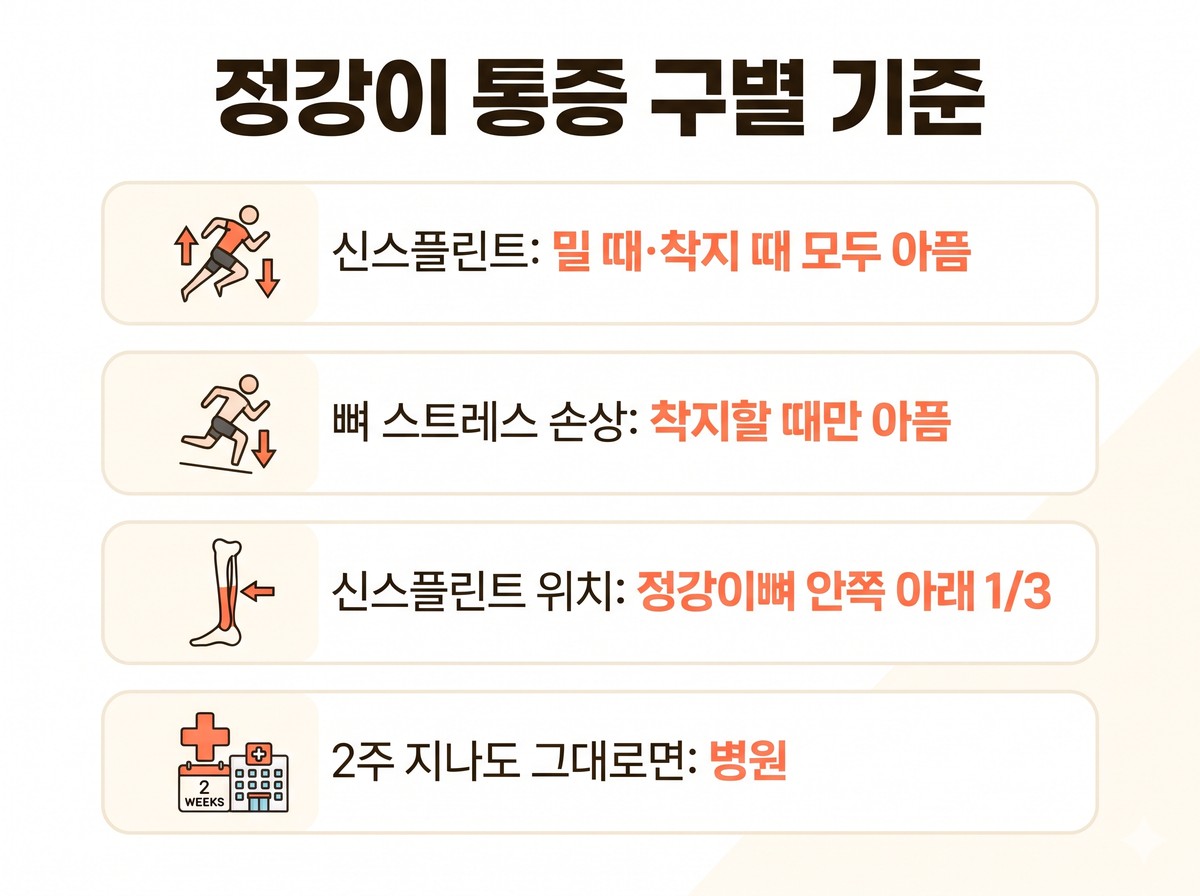 정강이 통증 구별 기준
신스플린트: 밀 때·착지 때 모두 아픔
뼈 스트레스 손상: 착지할 때만 아픔
신스플린트 위치: 정강이뼈 안쪽 아래 1/3
2
WEEKS
2주 지나도 그대로면: 병원